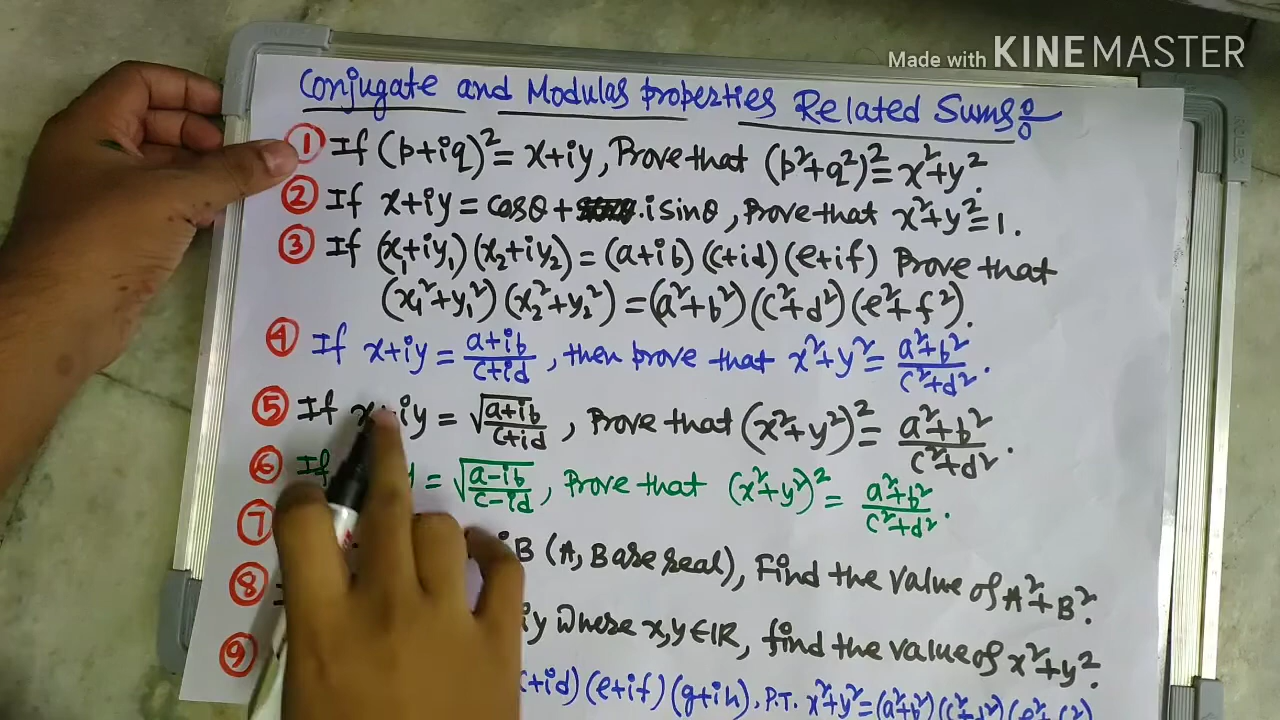 Made with KINEMASTER
Conjugate and Modulas properties Related Sums:
① If (p+iq)² = x+iy, Prove that (p²+q²)² = x²+y².
② If x+iy = cosθ + i sinθ, Prove that x²+y²=1.
③ If (x₁+iy₁)(x₂+iy₂) = (a+ib)(c+id)(e+if) Prove that
(x₁²+y₁²)(x₂²+y₂²) = (a²+b²)(c²+d²)(e²+f²).
④ If x+iy = (a+ib)/(c+id), then prove that x²+y² = (a²+b²)/(c²+d²).
⑤ If x+iy = √((a+ib)/(c+id)), Prove that (x²+y²)² = (a²+b²)/(c²+d²).
⑥ If = √((a-ib)/(c-id)), Prove that (x²+y²)² = (a²+b²)/(c²+d²).
⑦ iB (A, B are real), Find the value of A²+B².
⑧ iy Where x,y∈IR, find the value of x²+y².
⑨ +id)(e+if)(g+ih). P.T. x²+y²=(a²+b²)(c²+d²)